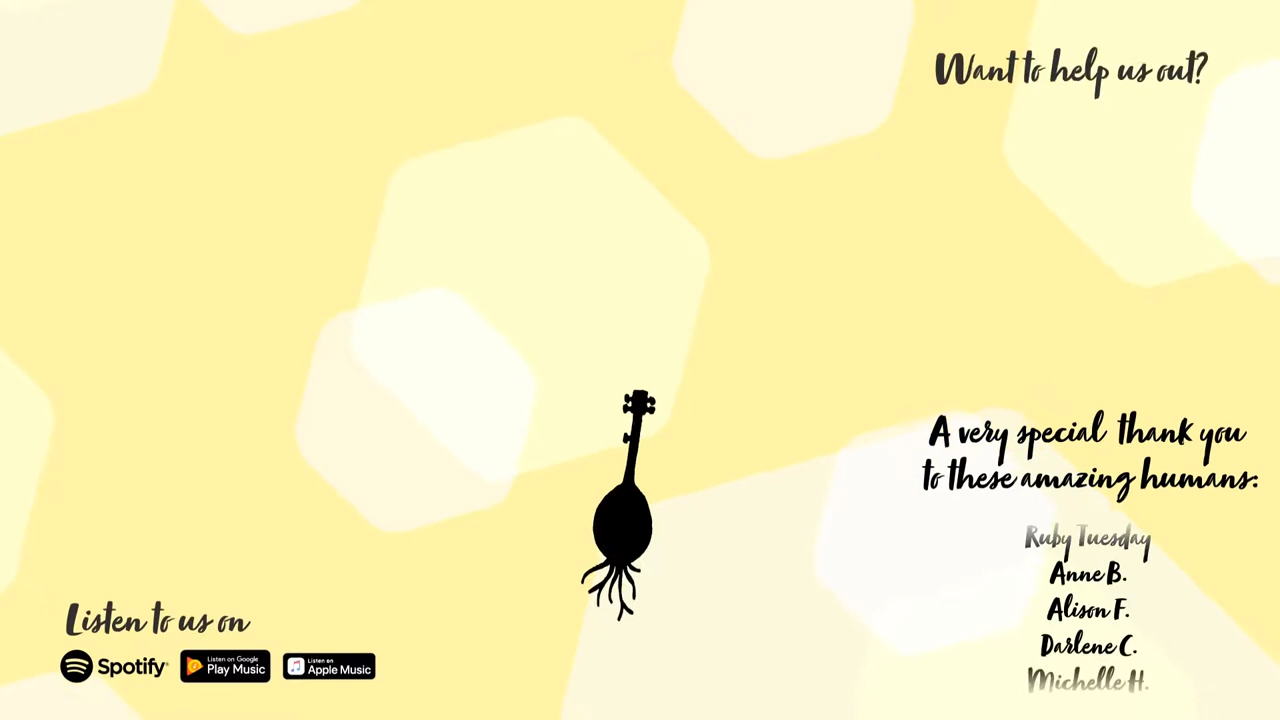 Want to help us out?
A very special thank you
to these amazing humans:
Ruby Tuesday
Anne B.
Alison F.
Darlene C.
Michelle H.
Listen to us on
Spotify
Listen on Google
Play Music
Listen on
Apple Music